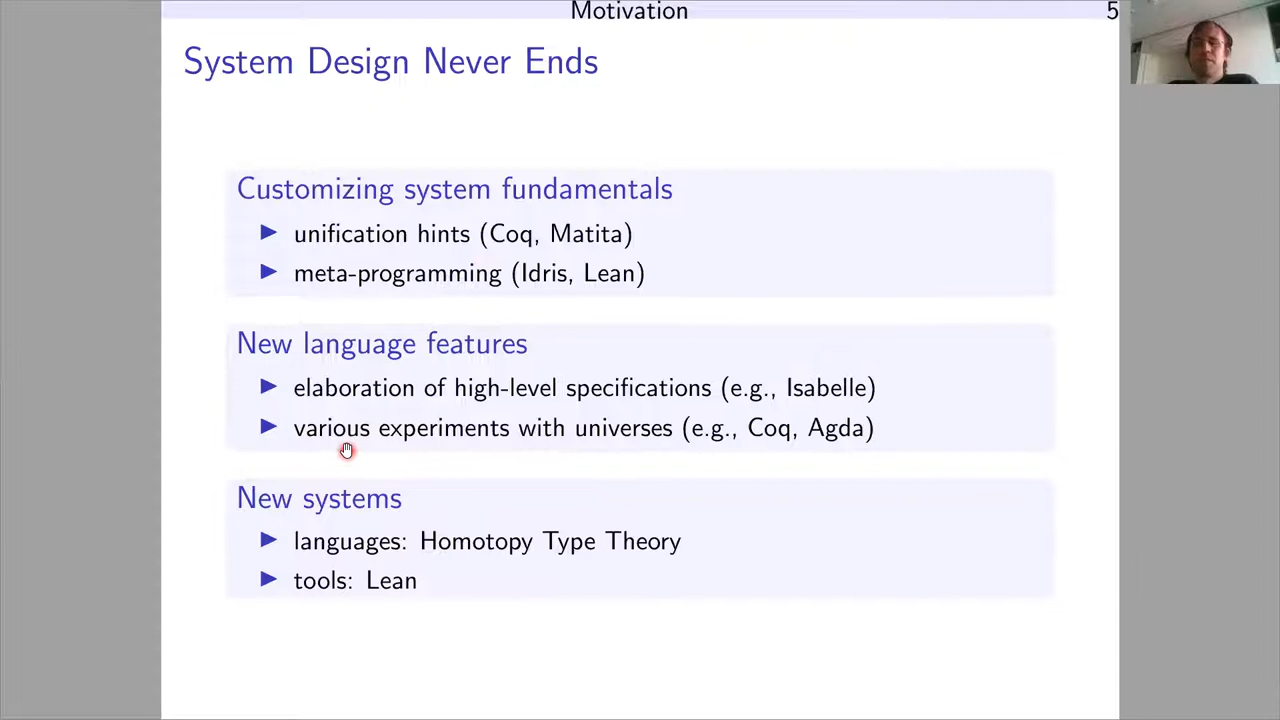 Motivation 5
System Design Never Ends
Customizing system fundamentals
▶ unification hints (Coq, Matita)
▶ meta-programming (Idris, Lean)
New language features
▶ elaboration of high-level specifications (e.g., Isabelle)
▶ various experiments with universes (e.g., Coq, Agda)
New systems
▶ languages: Homotopy Type Theory
▶ tools: Lean